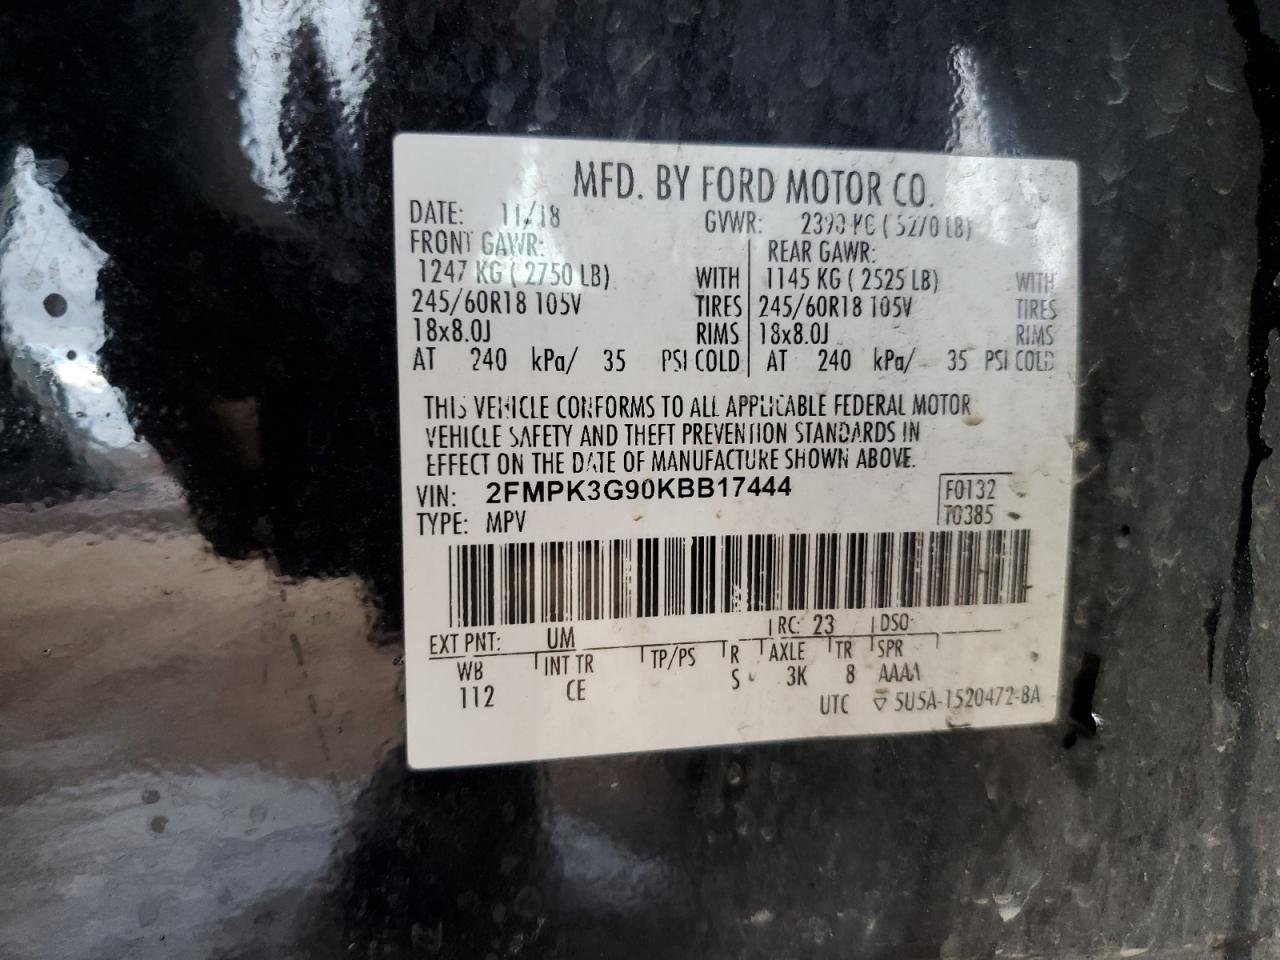 MFD. BY FORD MOTOR CO.
DATE: 11/18 GVWR: 2390 KG ( 5270 LB)
FRONT GAWR: REAR GAWR:
1247 KG ( 2750 LB) WITH 1145 KG ( 2525 LB) WITH
245/60R18 105V TIRES 245/60R18 105V TIRES
18x8.0J RIMS 18x8.0J RIMS
AT 240 kPa/ 35 PSI COLD AT 240 kPa/ 35 PSI COLD
THIS VEHICLE CONFORMS TO ALL APPLICABLE FEDERAL MOTOR
VEHICLE SAFETY AND THEFT PREVENTION STANDARDS IN
EFFECT ON THE DATE OF MANUFACTURE SHOWN ABOVE.
VIN: 2FMPK3G90KBB17444 F0132
TYPE: MPV T0385
EXT PNT: UM RC: 23 DSO:
WB INT TR TP/PS R AXLE TR SPR
112 CE S 3K 8 AAAA
UTC ▽ 5U5A-1520472-BA